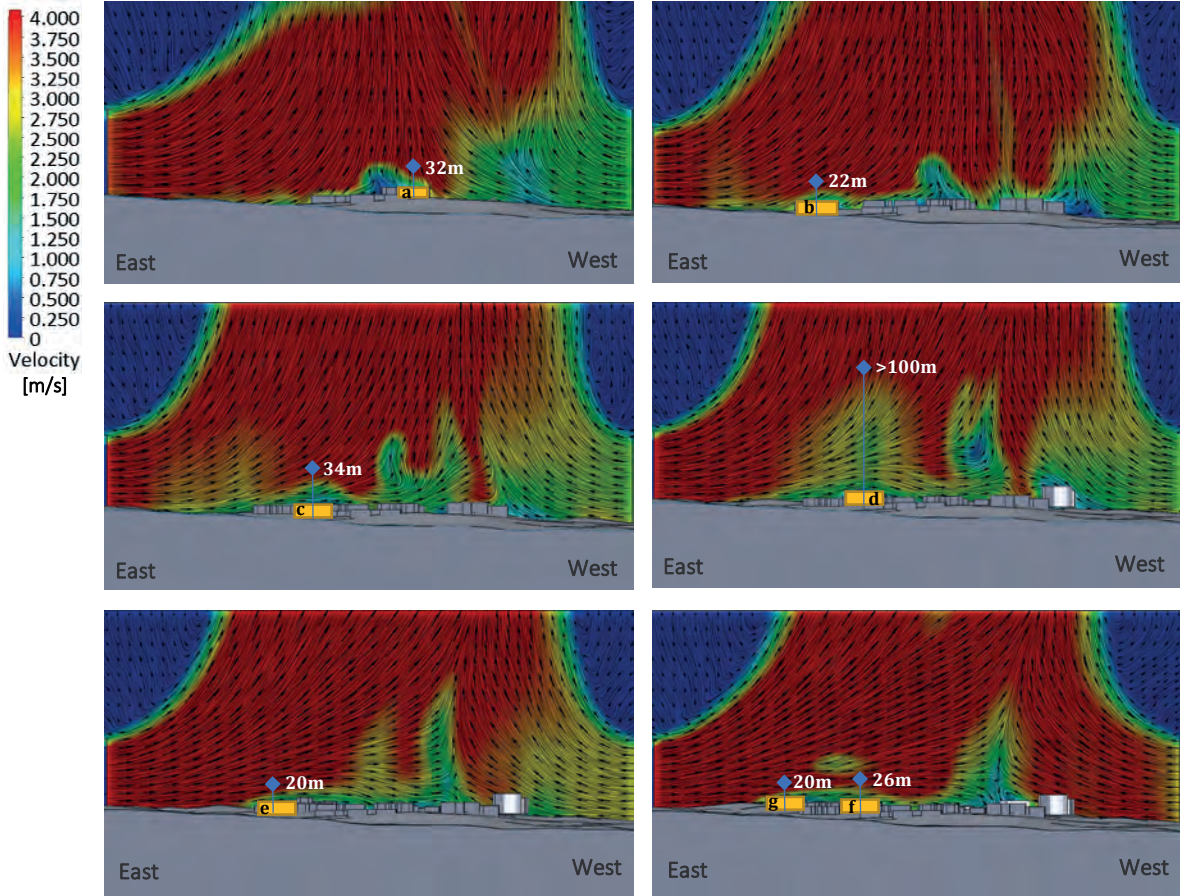 4.000
3.750
3.500
3.250
3.000
2.750
2.500
2.250
2.000
1.750
1.500
1.250
1.000
0.750
0.500
0.250
0
Velocity
[m/s]
32m
a
East
West
22m
b
East
West
34m
c
East
West
>100m
d
East
West
20m
e
East
West
20m
26m
g
f
East
West